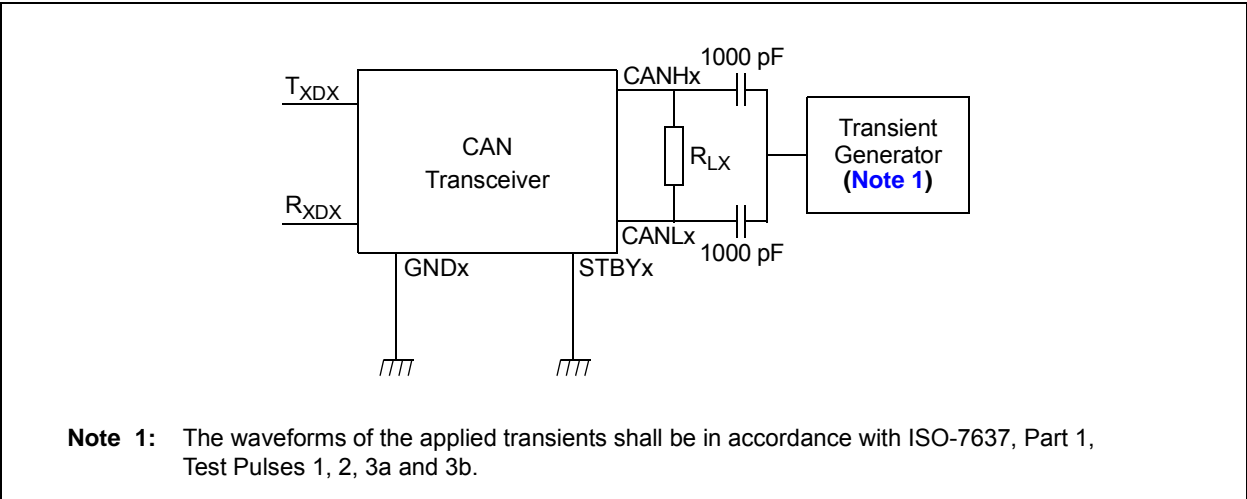 1000 pF
CANHx
TXDX
Transient
Generator
(Note 1)
CAN
Transceiver
RLX
RXDX
CANLx
1000 pF
GNDx
STBYx
Note 1: The waveforms of the applied transients shall be in accordance with ISO-7637, Part 1,
Test Pulses 1, 2, 3a and 3b.